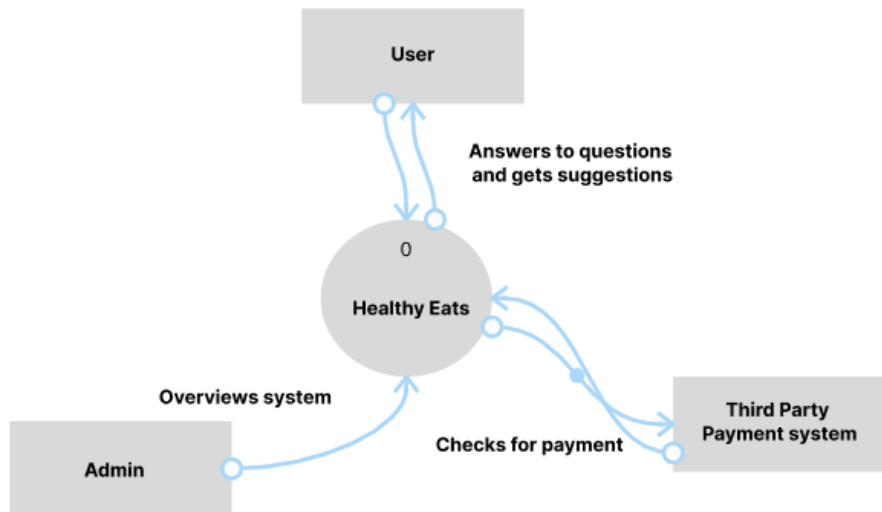 User
Answers to questions
and gets suggestions
0
Healthy Eats
Overviews system
Third Party
Payment system
Checks for payment
Admin